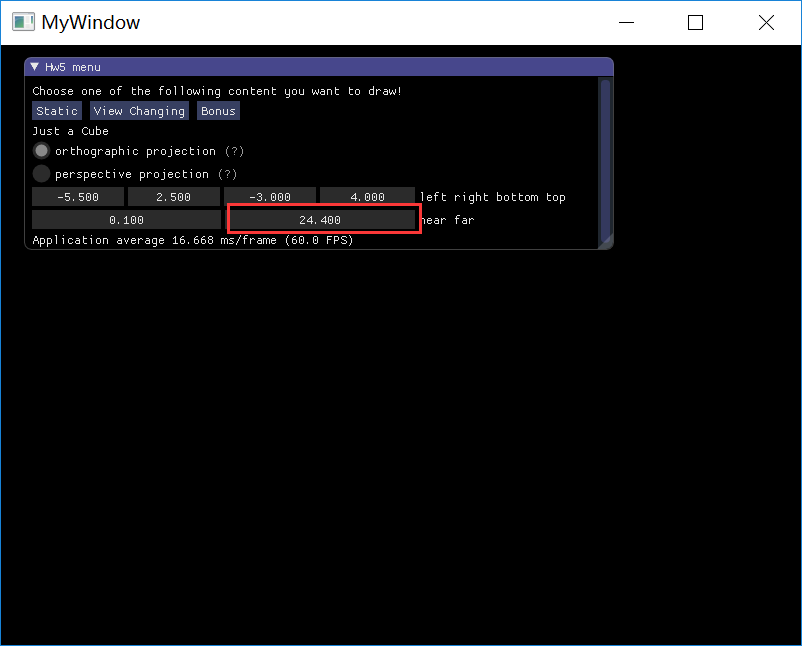 MyWindow
Hw5 menu
Choose one of the following content you want to draw!
Static View Changing Bonus
Just a Cube
orthographic projection (?)
perspective projection (?)
-5.500 2.500 -3.000 4.000 left right bottom top
0.100 24.400 near far
Application average 16.668 ms/frame (60.0 FPS)